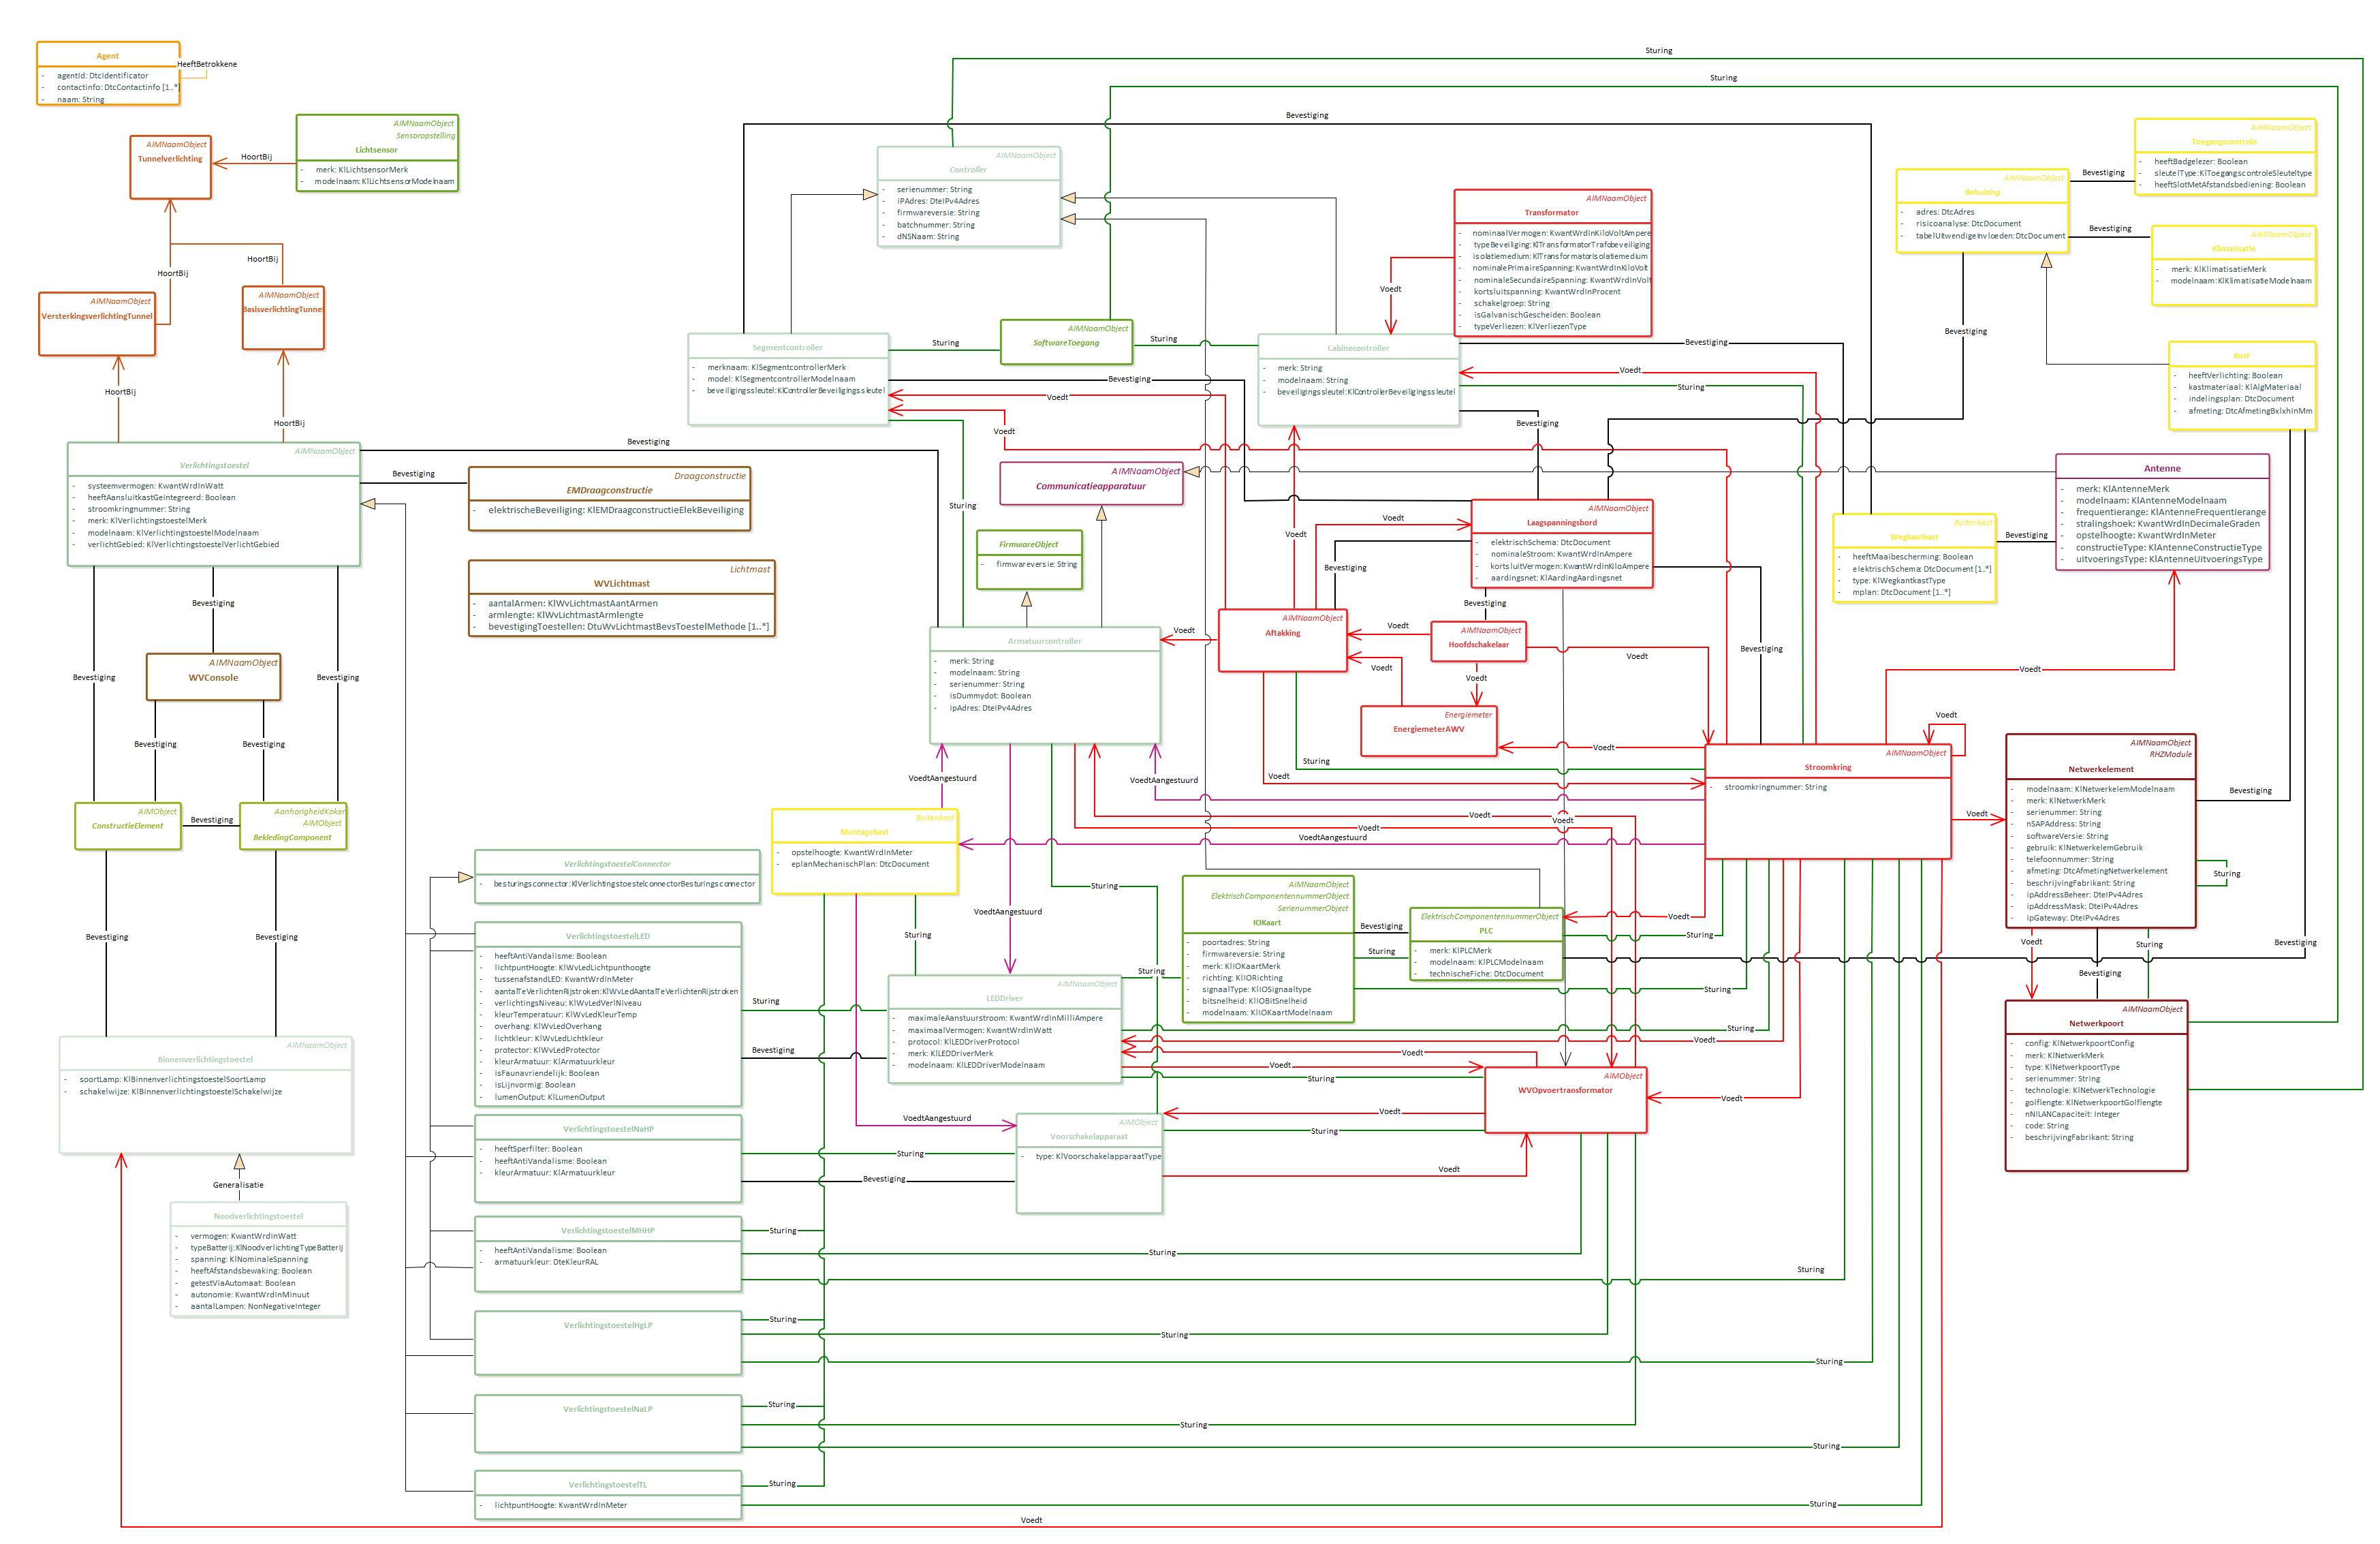 Sturing
Sturing
Agent
- agentId: DtcIdentificator
- contactinfo: DtcContactinfo [1..*]
- naam: String
HeeftBetrokkene
AIMNaamObject
Tunnelverlichting
HoortBij
AIMNaamObject
Sensoropstelling
Lichtsensor
- merk: KlLichtsensorMerk
- modelnaam:KlLichtsensorModelnaam
HoortBij
HoortBij
AIMNaamObject
VersterkingsverlichtingTunnel
AIMNaamObject
BasisverlichtingTunnel
HoortBij
HoortBij
Bevestiging
AIMNaamObject
Controller
- serienummer: String
- iPAdres: DteIPv4Adres
- firmwareversie: String
- batchnummer: String
- dNSNaam: String
AIMNaamObject
Transformator
- nominaalVermogen: KwantWrdInKiloVoltAmpere
- typeBeveiliging: KlTransformatorTrafobeveiliging
- isolatiemedium: KlTransformatorIsolatiemedium
- nominalePrimaireSpanning: KwantWrdInKiloVolt
- nominaleSecundaireSpanning: KwantWrdInVolt
- kortsluitspanning: KwantWrdInProcent
- schakelgroep: String
- isGalvanischGescheiden: Boolean
- typeVerliezen: KlVerliezenType
Voedt
AIMNaamObject
Behuizing
- adres: DtcAdres
- risicoanalyse: DtcDocument
- tabelUitwendigeInvloeden:DtcDocument
Bevestiging
Bevestiging
AIMNaamObject
Toegangscontrole
- heeftBadgelezer: Boolean
- sleutelType: KlToegangscontroleSleuteltype
- heeftSlotMetAfstandsbediening: Boolean
AIMNaamObject
Klimatisatie
- merk: KlKlimatisatieMerk
- modelnaam:KlKlimatisatieModelnaam
Bevestiging
AIMNaamObject
Kast
- heeftVerlichting: Boolean
- kastmateriaal: KlAlgMateriaal
- indelingsplan: DtcDocument
- afmeting: DtcAfmetingBxlxhInMm
Segmentcontroller
- merknaam: KlSegmentcontrollerMerk
- model: KlSegmentcontrollerModelnaam
- beveiligingssleutel:KlControllerBeveiligingssleutel
Sturing
AIMNaamObject
SoftwareToegang
Sturing
Cabinecontroller
- merk: String
- modelnaam: String
- beveiligingssleutel:KlControllerBeveiligingssleutel
Bevestiging
Voedt
Sturing
Bevestiging
Voedt
Voedt
Bevestiging
AIMNaamObject
Verlichtingstoestel
- systeemvermogen: KwantWrdInWatt
- heeftAansluitkastGeintegreerd: Boolean
- stroomkringnummer: String
- merk: KlVerlichtingstoestelMerk
- modelnaam: KlVerlichtingstoestelModelnaam
- verlichtGebied: KlVerlichtingstoestelVerlichtGebied
Bevestiging
Bevestiging
Draagconstructie
EMDraagconstructie
- elektrischeBeveiliging: KlEMDraagconstructieElekBeveiliging
Lichtmast
WVLichtmast
- aantalArmen: KlWvLichtmastAantArmen
- armlengte: KlWvLichtmastArmlengte
- bevestigingToestellen: DtuWvLichtmastBevsToestelMethode [1..*]
AIMNaamObject
Communicatieapparatuur
Sturing
FirmwareObject
- firmwareversie: String
Voedt
Voedt
Bevestiging
AIMNaamObject
Laagspanningsbord
- elektrischSchema: DtcDocument
- nominaleStroom: KwantWrdInAmpere
- kortsluitVermogen: KwantWrdInKiloAmpere
- aardingsnet: KlAardingAardingsnet
Buitenkast
Wegkantkast
- heeftMaaibescherming: Boolean
- elektrischSchema: DtcDocument [1..*]
- type: KlWegkantkastType
- mplan: DtcDocument [1..*]
Bevestiging
Antenne
- merk: KlAntenneMerk
- modelnaam: KlAntenneModelnaam
- frequentierange: KlAntenneFrequentierange
- stralingshoek: KwantWrdInDecimaleGraden
- opstelhoogte: KwantWrdInMeter
- constructieType: KlAntenneConstructieType
- uitvoeringsType: KlAntenneUitvoeringsType
Bevestiging
Bevestiging
Bevestiging
AIMNaamObject
WVConsole
Bevestiging
Bevestiging
Bevestiging
Armatuurcontroller
- merk: String
- modelnaam: String
- serienummer: String
- isDummydot: Boolean
- ipAdres: DteIPv4Adres
Voedt
AIMNaamObject
Aftakking
Voedt
Voedt
AIMNaamObject
Hoofdschakelaar
Bevestiging
Voedt
Voedt
Bevestiging
Voedt
Energiemeter
EnergiemeterAWV
Voedt
Voedt
AIMNaamObject
Stroomkring
- stroomkringnummer: String
Sturing
Voedt
Voedt
AIMNaamObject
RHZModule
Netwerkelement
- modelnaam: KlNetwerkelemModelnaam
- merk: KlNetwerkMerk
- serienummer: String
- nSAPAddress: String
- softwareVersie: String
- gebruik: KlNetwerkelemGebruik
- telefoonnummer: String
- afmeting: DtcAfmetingNetwerkelement
- beschrijvingFabrikant: String
- ipAddressBeheer: DteIPv4Adres
- ipAddressMask: DteIPv4Adres
- ipGateway: DteIPv4Adres
Bevestiging
Sturing
Bevestiging
Voedt
Sturing
Bevestiging
AIMNaamObject
Netwerkpoort
- config: KlNetwerkpoortConfig
- merk: KlNetwerkMerk
- type: KlNetwerkpoortType
- serienummer: String
- technologie: KlNetwerkTechnologie
- golflengte: KlNetwerkpoortGolflengte
- nNILANCapaciteit: Integer
- code: String
- beschrijvingFabrikant: String
AIMObject
ConstructieElement
Bevestiging
AanhorigheidKoker
AIMObject
BekledingComponent
Bevestiging
Bevestiging
VoedtAangestuurd
VoedtAangestuurd
Buitenkast
Montagekast
- opstelhoogte: KwantWrdInMeter
- eplanMechanischPlan: DtcDocument
Voedt
Voedt
Voedt
VoedtAangestuurd
VerlichtingstoestelConnector
- besturingsconnector:KlVerlichtingstoestelconnectorBesturingsconnector
Sturing
VoedtAangestuurd
Sturing
AIMNaamObject
ElektrischComponentennummerObject
SerienummerObject
IOKaart
- poortadres: String
- firmwareversie: String
- merk: KlIOKaartMerk
- richting: KlIORichting
- signaalType: KlIOSignaaltype
- bitsnelheid: KlIOBitSnelheid
- modelnaam: KlIOKaartModelnaam
Bevestiging
Sturing
ElektrischComponentennummerObject
PLC
- merk: KlPLCMerk
- modelnaam: KlPLCModelnaam
- technischeFiche: DtcDocument
Voedt
Sturing
Sturing
Sturing
VerlichtingstoestelLED
- heeftAntiVandalisme: Boolean
- lichtpuntHoogte: KlWvLedLichtpunthoogte
- tussenafstandLED: KwantWrdInMeter
- aantalTeVerlichtenRijstroken:KlWvLedAantalTeVerlichtenRijstroken
- verlichtingsNiveau: KlWvLedVerlNiveau
- kleurTemperatuur: KlWvLedKleurTemp
- overhang: KlWvLedOverhang
- lichtkleur: KlWvLedLichtkleur
- protector: KlWvLedProtector
- kleurArmatuur: KlArmatuurkleur
- isFaunavriendelijk: Boolean
- isLijnvormig: Boolean
- lumenOutput: KlLumenOutput
Sturing
Bevestiging
AIMNaamObject
LEDDriver
- maximaleAanstuurstroom: KwantWrdInMilliAmpere
- maximaalVermogen: KwantWrdInWatt
- protocol: KlLEDDriverProtocol
- merk: KlLEDDriverMerk
- modelnaam: KlLEDDriverModelnaam
Sturing
Voedt
Voedt
Voedt
Sturing
AIMObject
WVOpvoertransformator
Voedt
AIMNaamObject
Binnenverlichtingstoestel
- soortLamp: KlBinnenverlichtingstoestelSoortLamp
- schakelwijze: KlBinnenverlichtingstoestelSchakelwijze
Generalisatie
Noodverlichtingstoestel
- vermogen: KwantWrdInWatt
- typeBatterij:KlNoodverlichtingTypeBatterij
- spanning: KlNominaleSpanning
- heeftAfstandsbewaking: Boolean
- getestViaAutomaat: Boolean
- autonomie: KwantWrdInMinuut
- aantalLampen: NonNegativeInteger
VerlichtingstoestelNaHP
- heeftSperfilter: Boolean
- heeftAntiVandalisme: Boolean
- kleurArmatuur: KlArmatuurkleur
VoedtAangestuurd
Sturing
Bevestiging
AIMObject
Voorschakelapparaat
- type: KlVoorschakelapparaatType
Voedt
Sturing
Voedt
VerlichtingstoestelMHHP
- heeftAntiVandalisme: Boolean
- armatuurkleur: DteKleurRAL
Sturing
Sturing
Sturing
VerlichtingstoestelHgLP
Sturing
Sturing
Sturing
VerlichtingstoestelNaLP
Sturing
Sturing
Sturing
VerlichtingstoestelTL
- lichtpuntHoogte: KwantWrdInMeter
Sturing
Sturing
Voedt